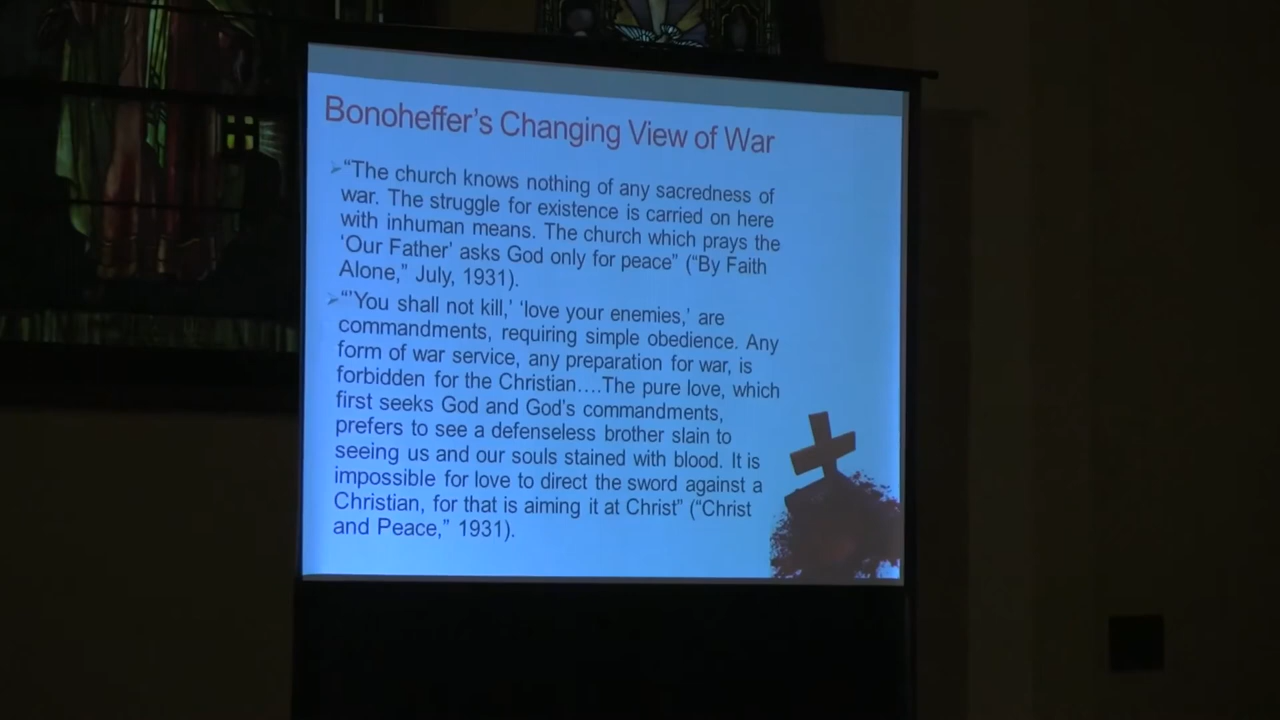 Bonoheffer's Changing View of War
➢“The church knows nothing of any sacredness of
war. The struggle for existence is carried on here
with inhuman means. The church which prays the
‘Our Father’ asks God only for peace” (“By Faith
Alone,” July, 1931).
➢“’You shall not kill,’ ‘love your enemies,’ are
commandments, requiring simple obedience. Any
form of war service, any preparation for war, is
forbidden for the Christian….The pure love, which
first seeks God and God's commandments,
prefers to see a defenseless brother slain to
seeing us and our souls stained with blood. It is
impossible for love to direct the sword against a
Christian, for that is aiming it at Christ” (“Christ
and Peace,” 1931).